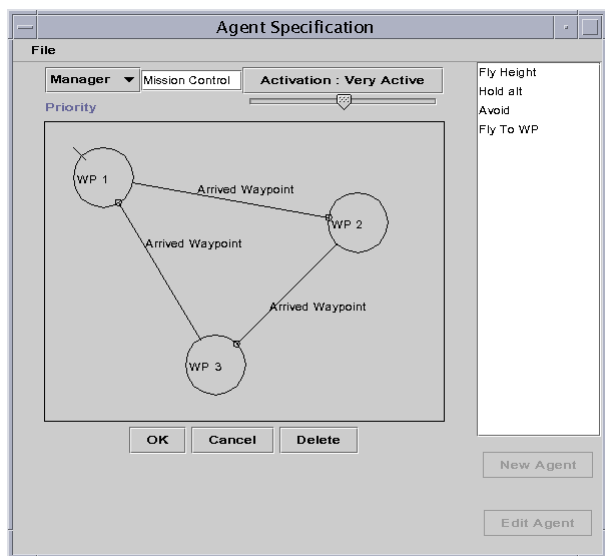 Agent Specification
File
Manager
Mission Control
Activation : Very Active
Priority
WP 1
Arrived Waypoint
WP 2
Arrived Waypoint
Arrived Waypoint
WP 3
OK
Cancel
Delete
Fly Height
Hold alt
Avoid
Fly To WP
New Agent
Edit Agent